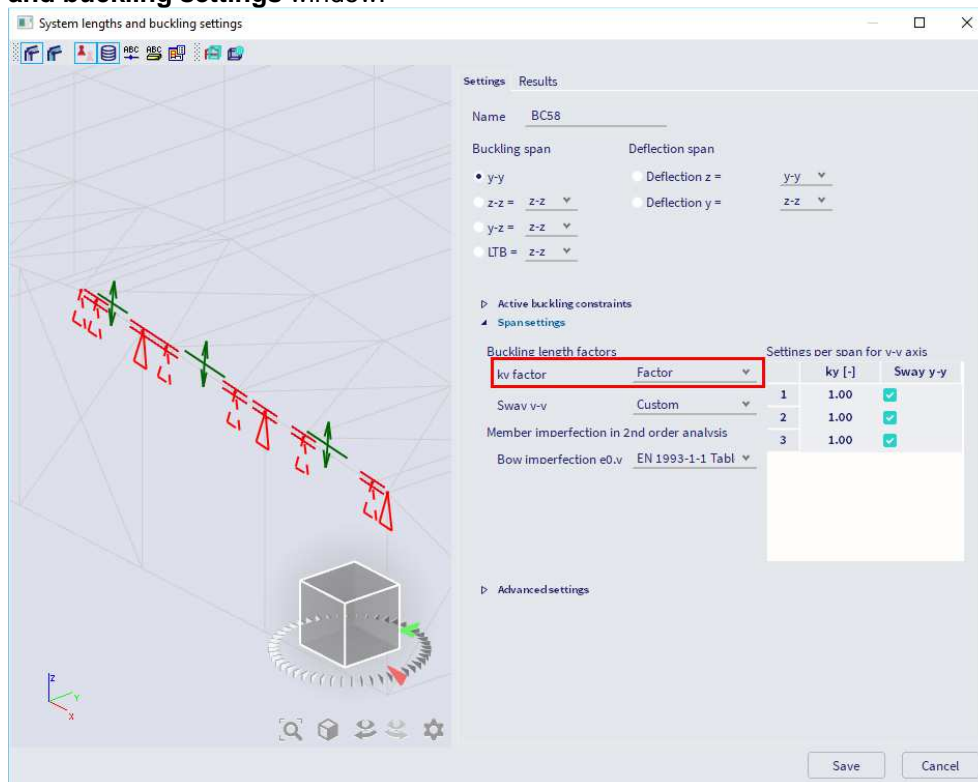 and buckling settings window
System lengths and buckling settings
ABC ABC
Settings Results
Name BC58
Buckling span Deflection span
y-y Deflection z = y-y
z-z = z-z Deflection y = z-z
y-z = z-z
LTB = z-z
Active buckling constraints
Span settings
Buckling length factors Settings per span for y-y axis
ky factor Factor ky [-] Sway y-y
1 1.00
Sway y-y Custom
2 1.00
Member imperfection in 2nd order analysis
3 1.00
Bow imperfection e0.y EN 1993-1-1 Tabl
Advanced settings
z
Y
x
Save Cancel